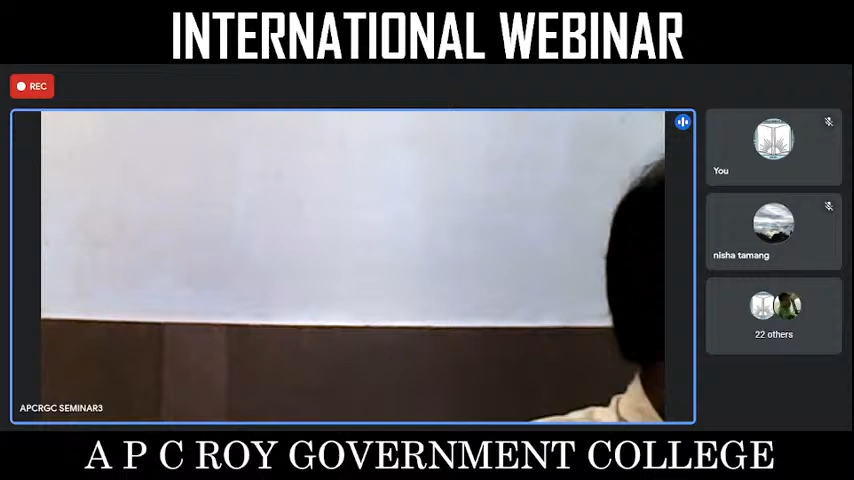 INTERNATIONAL WEBINAR
REC
You
nisha tamang
22 others
APCRGC SEMINAR3
A P C ROY GOVERNMENT COLLEGE